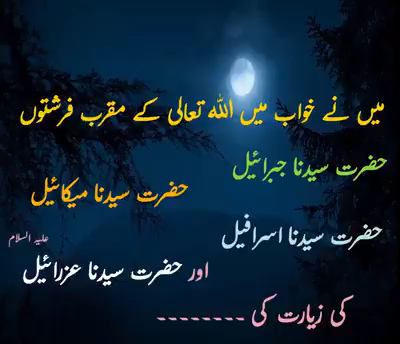 میں نے خواب میں اللہ تعالی کے مقرب فرشتوں
حضرت سیدنا جبرائیل
حضرت سیدنا میکائیل
حضرت سیدنا اسرافیل
علیہ السلام
اور حضرت سیدنا عزرائیل
کی زیارت کی ---------